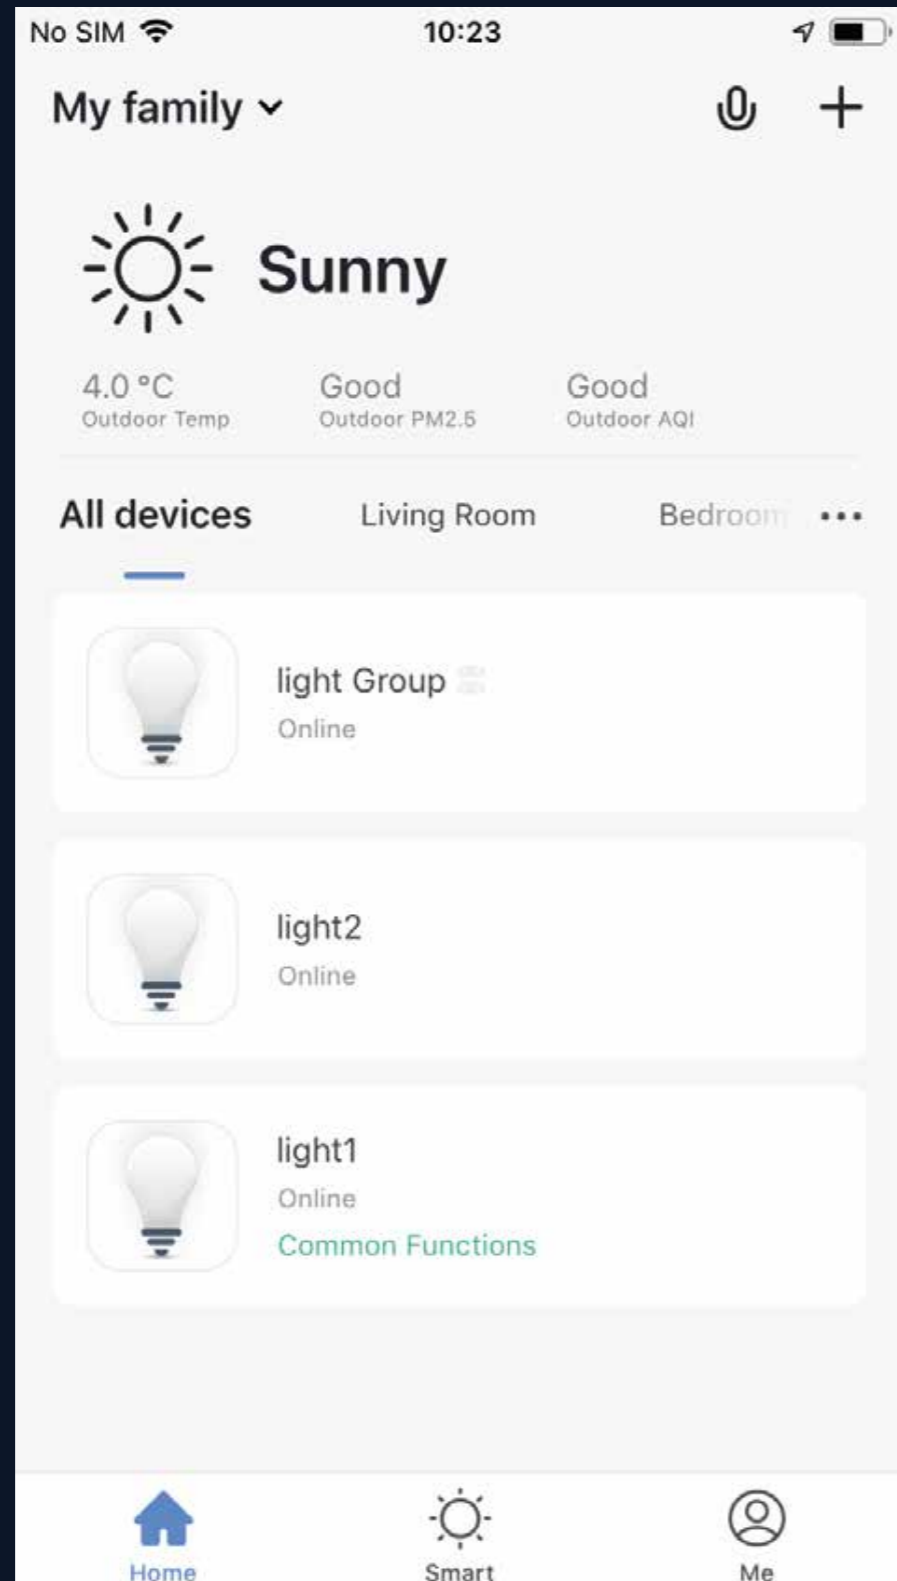 No SIM
10:23
My family
Sunny
4.0 °C
Good
Good
Outdoor Temp
Outdoor PM2.5
Outdoor AQI
All devices
Living Room
Bedroom
light Group
Online
light2
Online
light1
Online
Common Functions
Home
Smart
Me